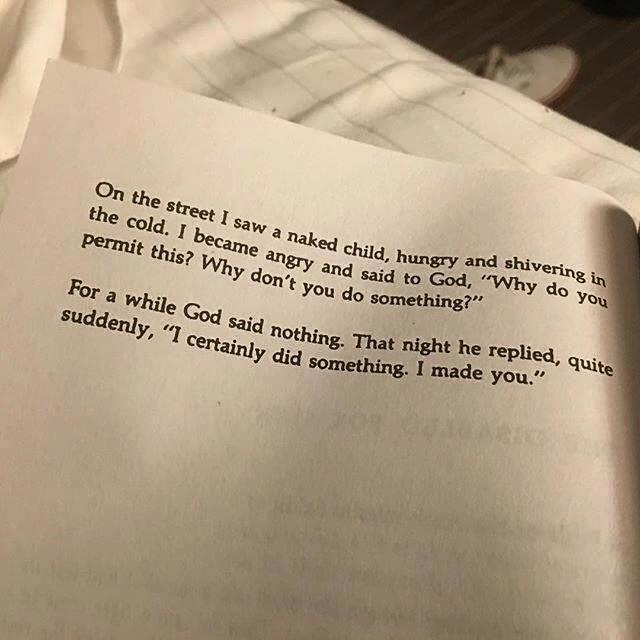 On the street I saw a naked child, hungry and shivering in
the cold. I became angry and said to God, "Why do you
permit this? Why don't you do something?"
For a while God said nothing. That night he replied, quite
suddenly, "I certainly did something. I made you."